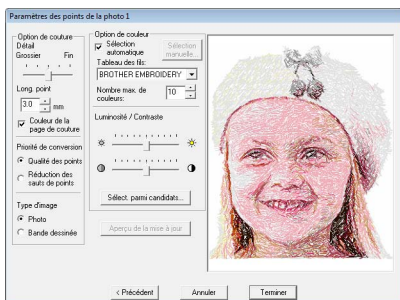 Paramètres des points de la photo 1
Option de couture
Détail
Grossier Fin
Long. point
3.0 mm
Couleur de la
page de couture
Priorité de conversion
Qualité des points
Réduction des
sauts de points
Type d'image
Photo
Bande dessinée
Option de couleur
Sélection
automatique
Sélection
manuelle...
Tableau des fils:
BROTHER EMBROIDERY
Nombre max. de
couleurs:
10
Luminosité / Contraste
Sélect. parmi candidats...
Aperçu de la mise à jour
< Précédent
Annuler
Terminer